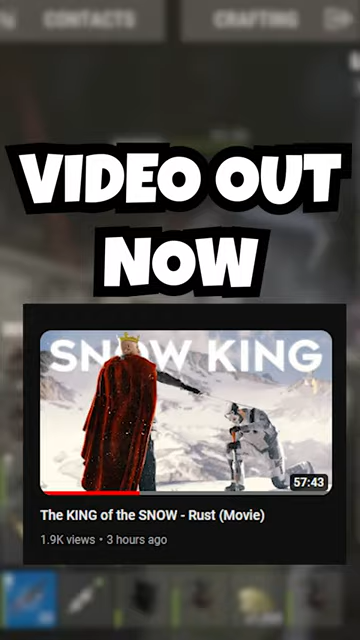 CONTACTS CRAFTING
VIDEO OUT
NOW
SNOW KING
57:43
The KING of the SNOW - Rust (Movie)
1.9K views • 3 hours ago